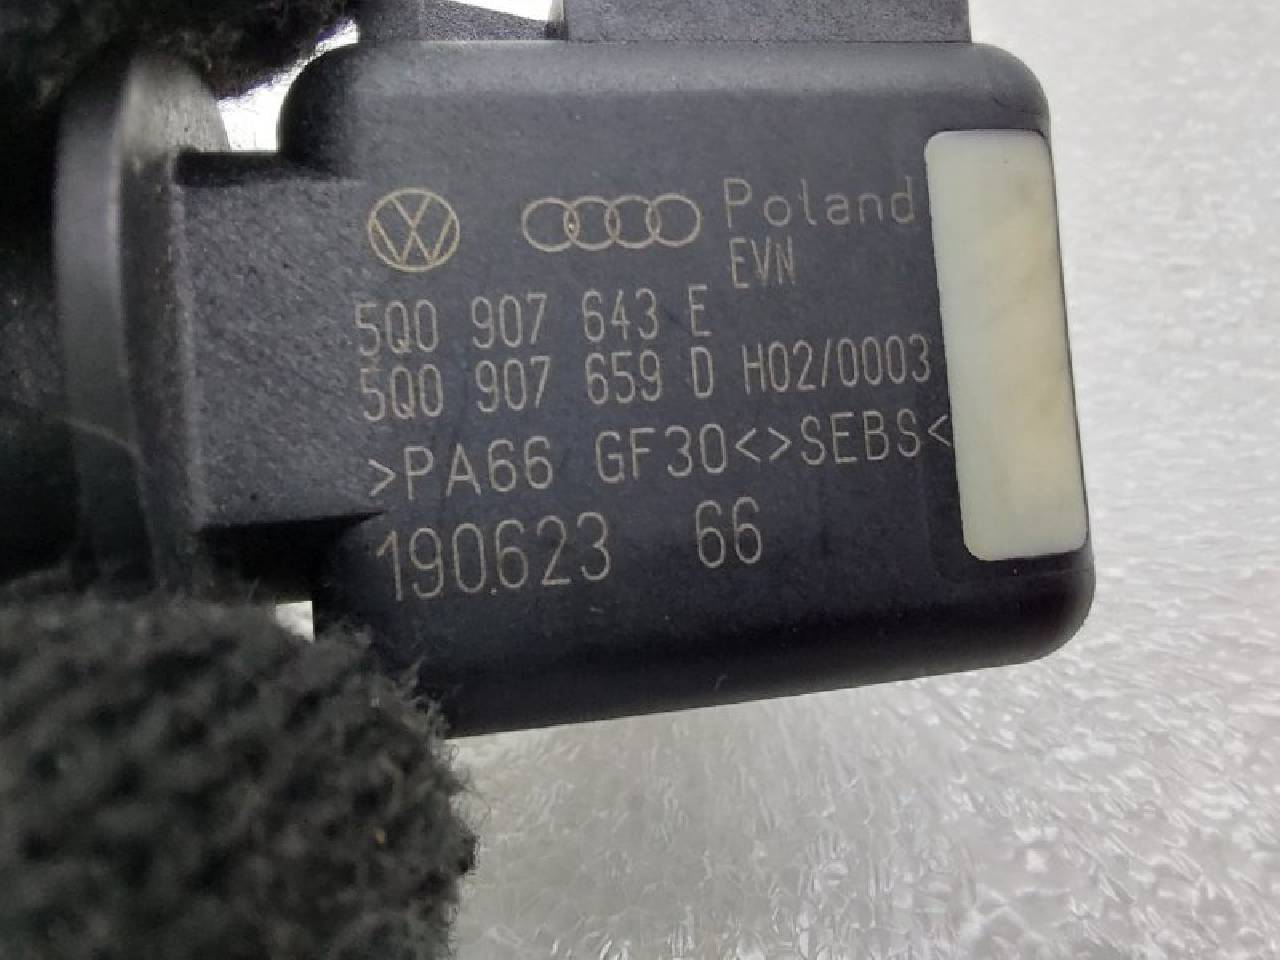 Poland
EVN
5Q0 907 643 E
5Q0 907 659 D H02/0003
>PA66 GF30<>SEBS<
190623 66